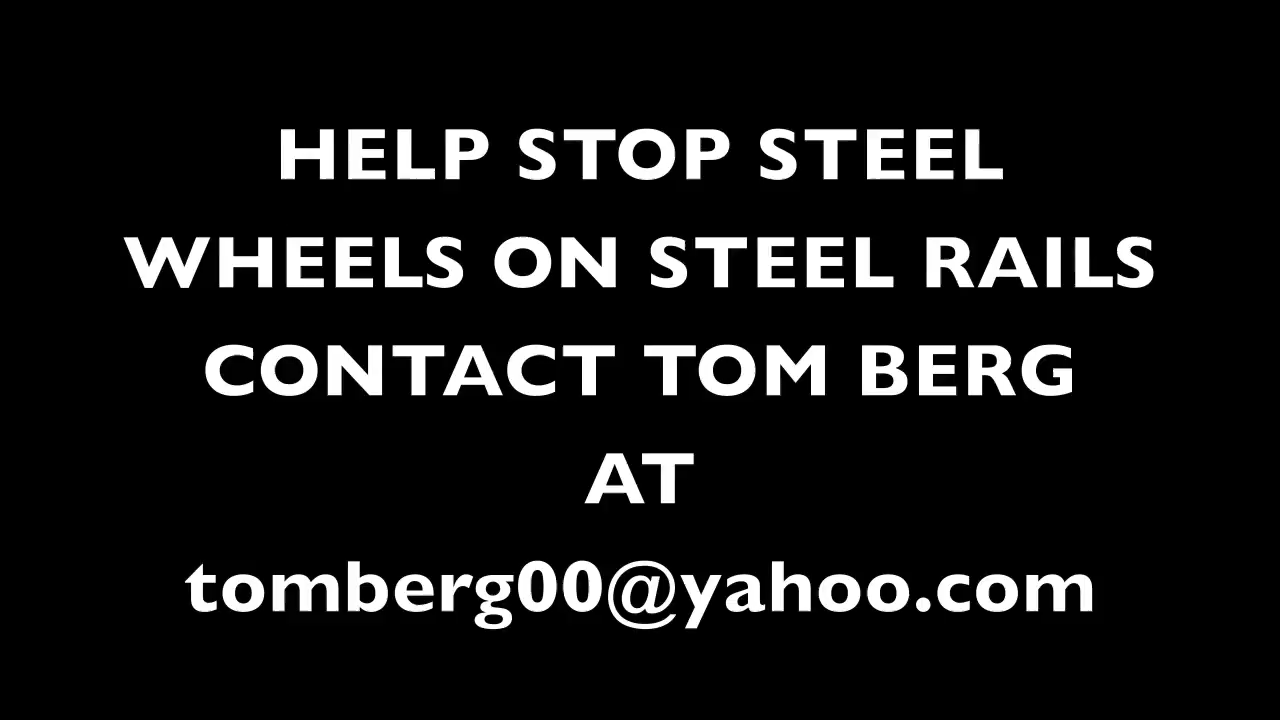 HELP STOP STEEL
WHEELS ON STEEL RAILS
CONTACT TOM BERG
AT
tomberg00@yahoo.com